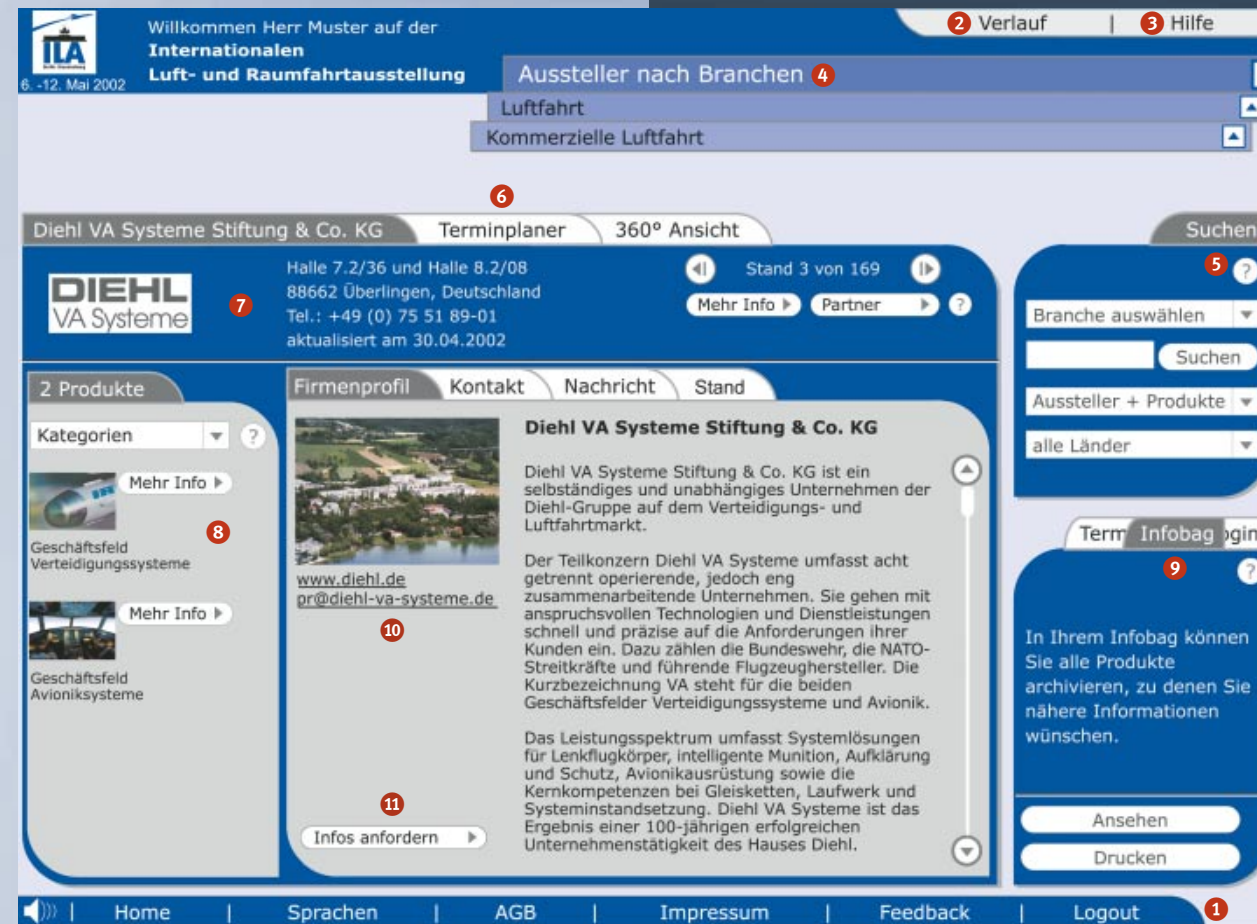 ILA
6. -12. Mai 2002
Willkommen Herr Muster auf der
Internationalen
Luft- und Raumfahrtausstellung
2 Verlauf | 3 Hilfe
Aussteller nach Branchen 4
Luftfahrt
Kommerzielle Luftfahrt
6
Diehl VA Systeme Stiftung & Co. KG
Terminplaner
360° Ansicht
DIEHL
VA Systeme
7
Halle 7.2/36 und Halle 8.2/08
88662 Überlingen, Deutschland
Tel.: +49 (0) 75 51 89-01
aktualisiert am 30.04.2002
Stand 3 von 169
Mehr Info
Partner
?
2 Produkte
Kategorien
?
Mehr Info
8
Geschäftsfeld
Verteidigungssysteme
Mehr Info
Geschäftsfeld
Avioniksysteme
Firmenprofil
Kontakt
Nachricht
Stand
www.diehl.de
pr@diehl-va-systeme.de
10
11
Infos anfordern
Diehl VA Systeme Stiftung & Co. KG
Diehl VA Systeme Stiftung & Co. KG ist ein
selbständiges und unabhängiges Unternehmen der
Diehl-Gruppe auf dem Verteidigungs- und
Luftfahrtmarkt.
Der Teilkonzern Diehl VA Systeme umfasst acht
getrennt operierende, jedoch eng
zusammenarbeitende Unternehmen. Sie gehen mit
anspruchsvollen Technologien und Dienstleistungen
schnell und präzise auf die Anforderungen ihrer
Kunden ein. Dazu zählen die Bundeswehr, die NATO-
Streitkräfte und führende Flugzeughersteller. Die
Kurzbezeichnung VA steht für die beiden
Geschäftsfelder Verteidigungssysteme und Avionik.
Das Leistungsspektrum umfasst Systemlösungen
für Lenkflugkörper, intelligente Munition, Aufklärung
und Schutz, Avionikausrüstung sowie die
Kernkompetenzen bei Gleisketten, Laufwerk und
Systeminstandsetzung. Diehl VA Systeme ist das
Ergebnis einer 100-jährigen erfolgreichen
Unternehmenstätigkeit des Hauses Diehl.
Suchen
5 ?
Branche auswählen
Suchen
Aussteller + Produkte
alle Länder
Term Infobag ogin
9 ?
In Ihrem Infobag können
Sie alle Produkte
archivieren, zu denen Sie
nähere Informationen
wünschen.
Ansehen
Drucken
| Home | Sprachen | AGB | Impressum | Feedback | Logout 1